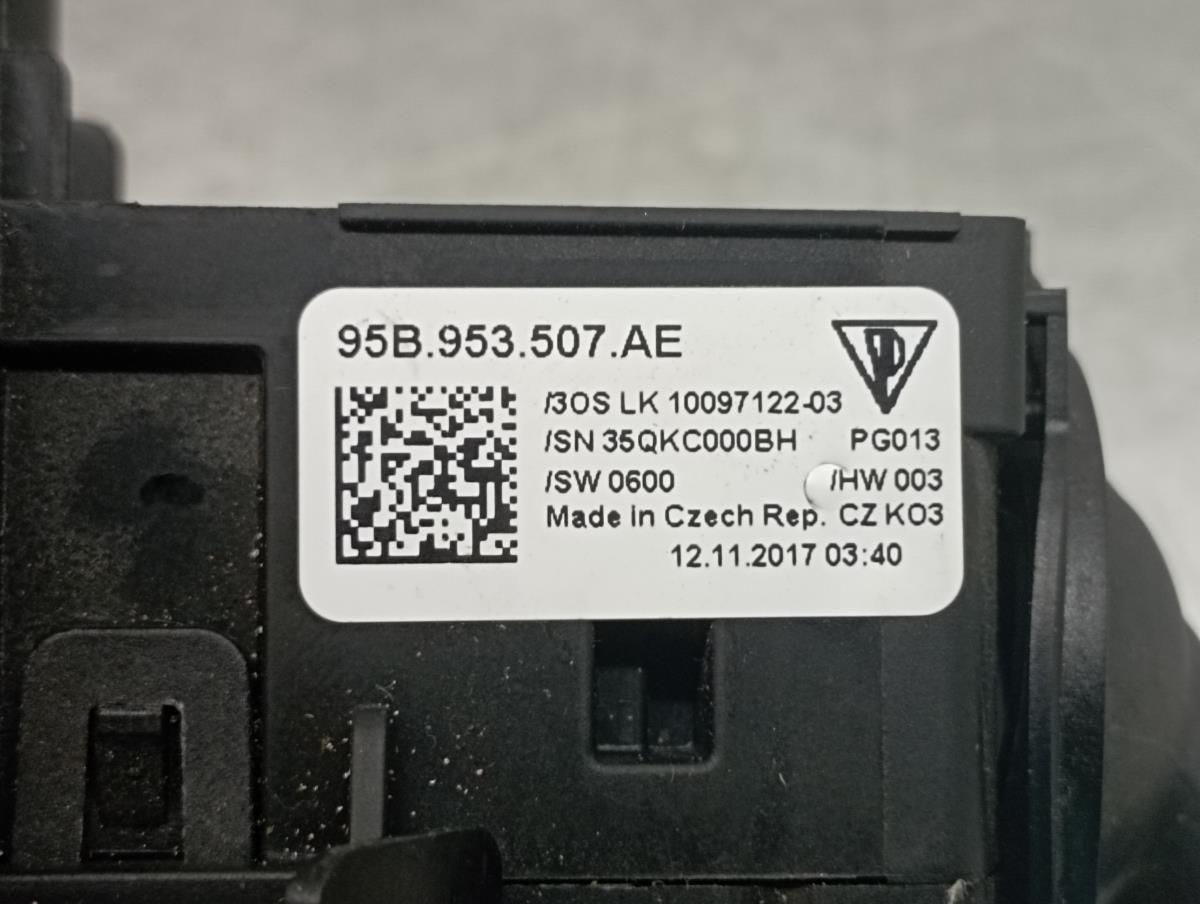 95B.953.507.AE
/3OS LK 10097122-03
/SN 35QKC000BH PG013
/SW 0600 /HW 003
Made in Czech Rep. CZ K03
12.11.2017 03:40